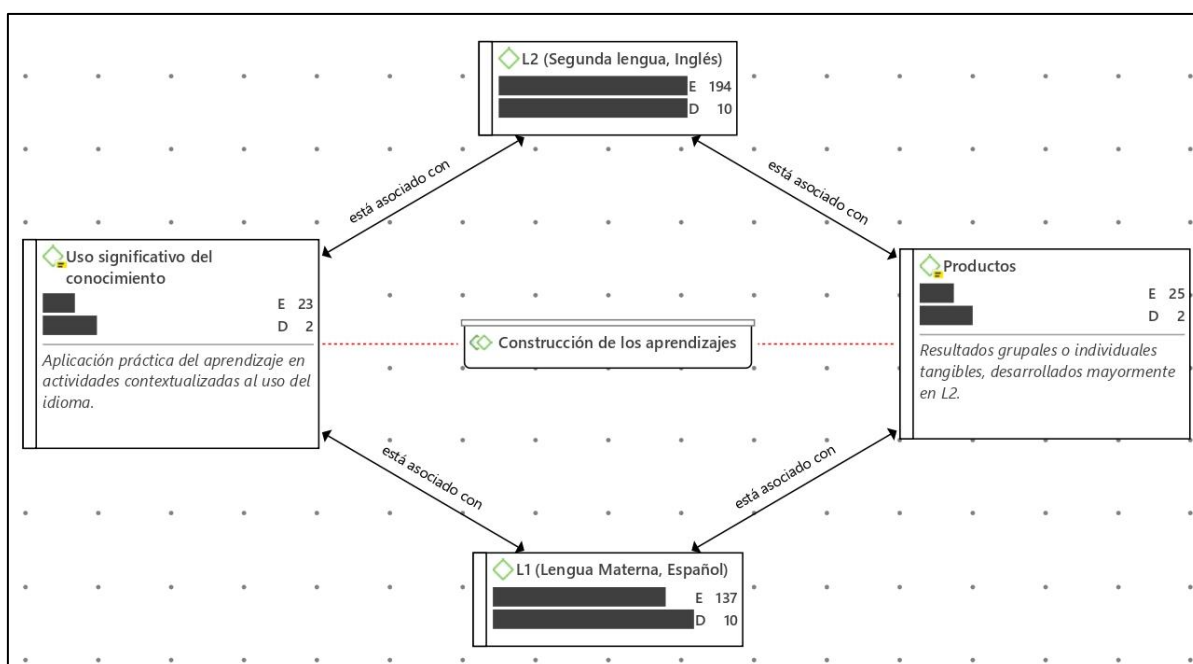 L2 (Segunda lengua, Inglés)
E 194
D 10
está asociado con
está asociado con
Uso significativo del
conocimiento
E 23
D 2
Aplicación práctica del aprendizaje en
actividades contextualizadas al uso del
idioma.
Construcción de los aprendizajes
Productos
E 25
D 2
Resultados grupales o individuales
tangibles, desarrollados mayormente
en L2.
está asociado con
está asociado con
L1 (Lengua Materna, Español)
E 137
D 10